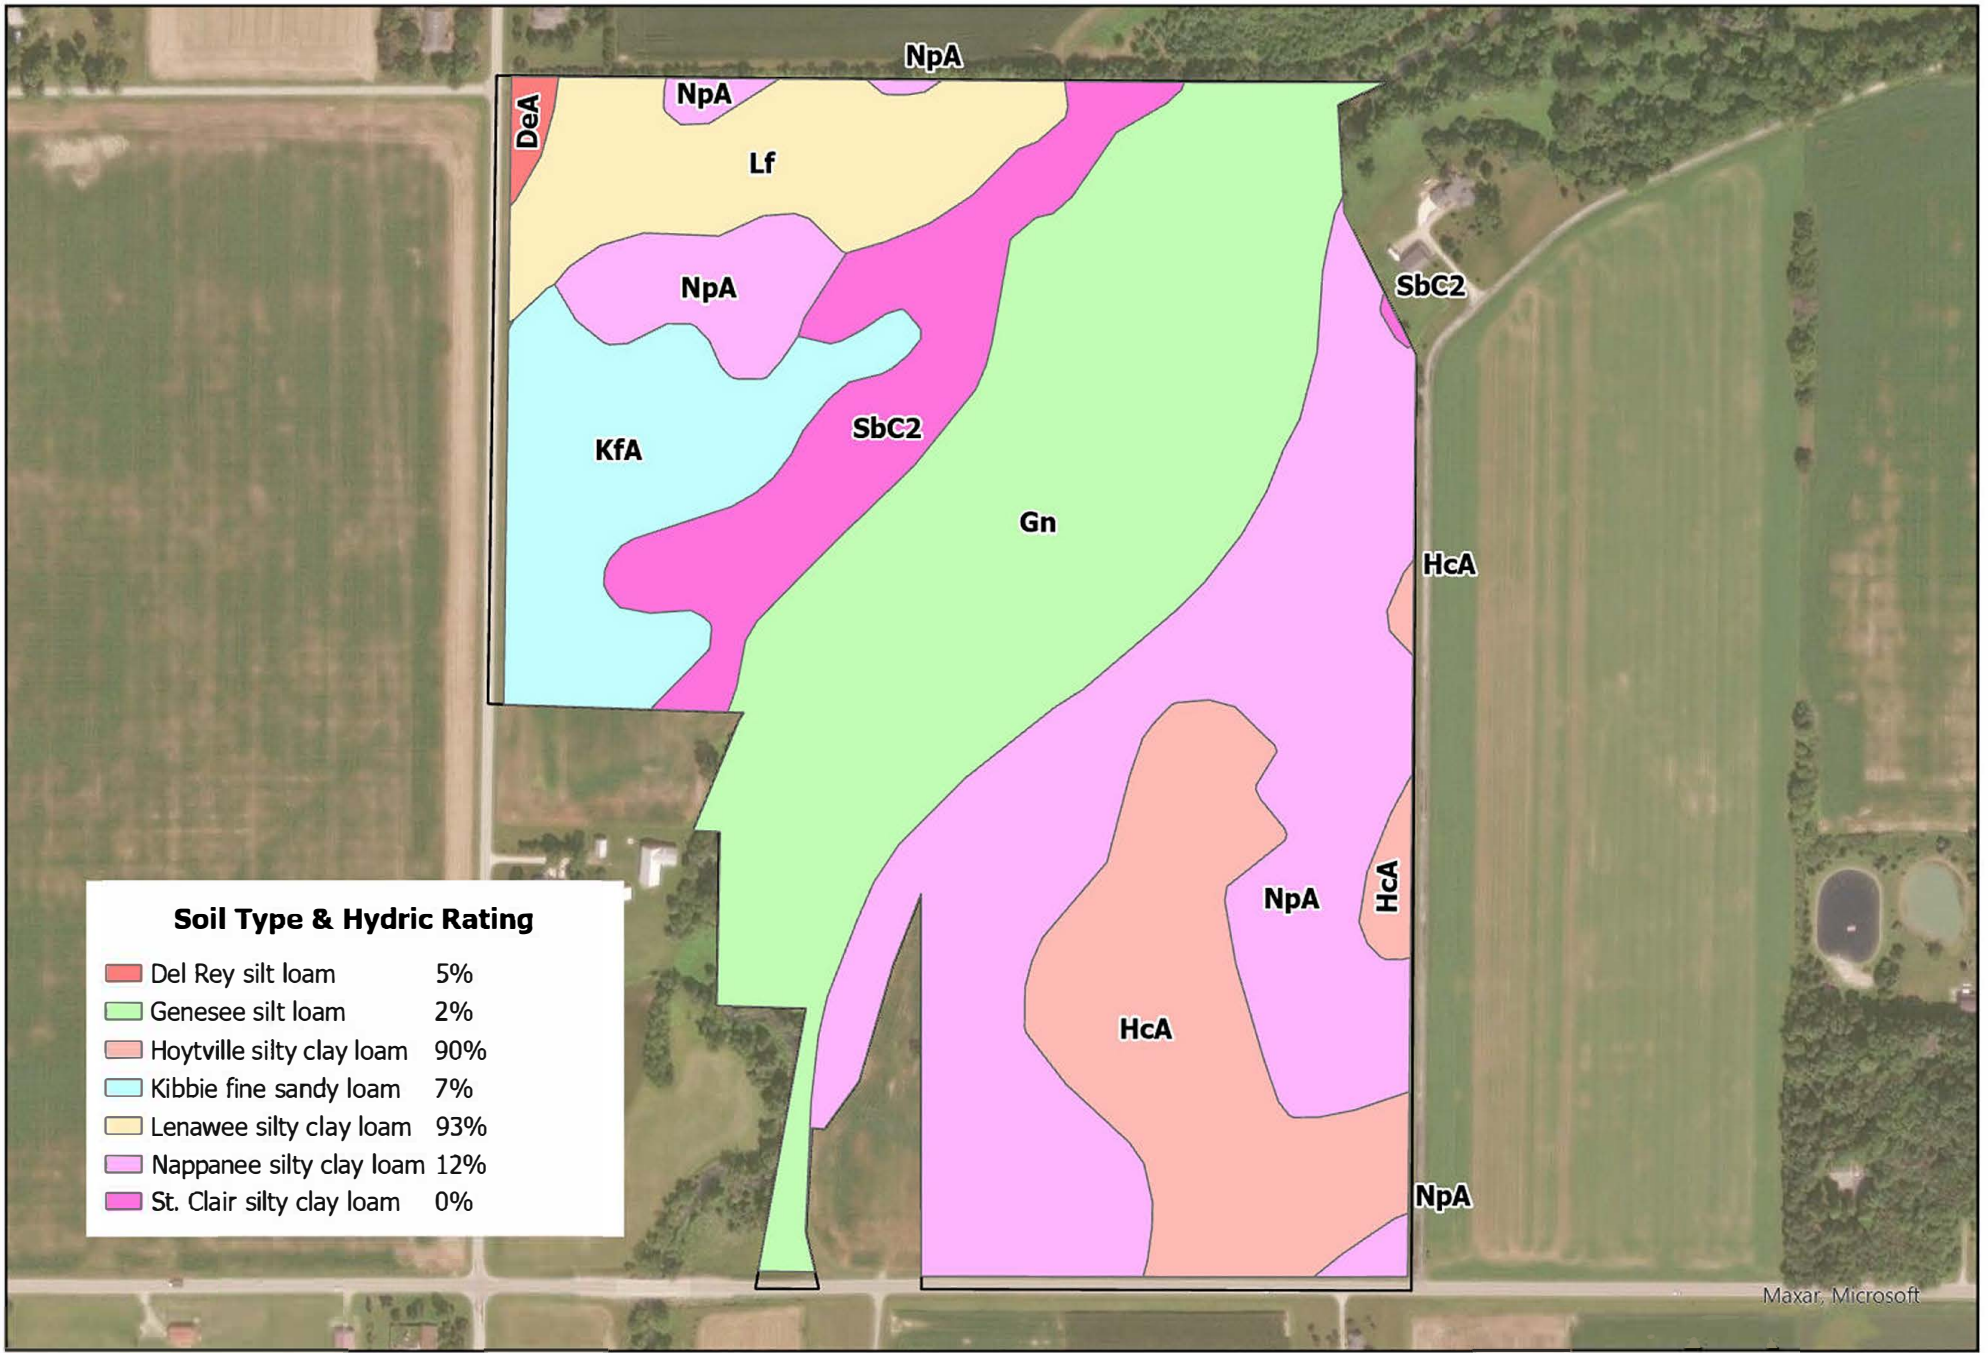 NpA
DeA
NpA
Lf
NpA
SbC2
SbC2
KfA
Gn
HcA
NpA
HcA
HcA
NpA
Soil Type & Hydric Rating
Del Rey silt loam 5%
Genesee silt loam 2%
Hoytville silty clay loam 90%
Kibbie fine sandy loam 7%
Lenawee silty clay loam 93%
Nappanee silty clay loam 12%
St. Clair silty clay loam 0%
Maxar, Microsoft